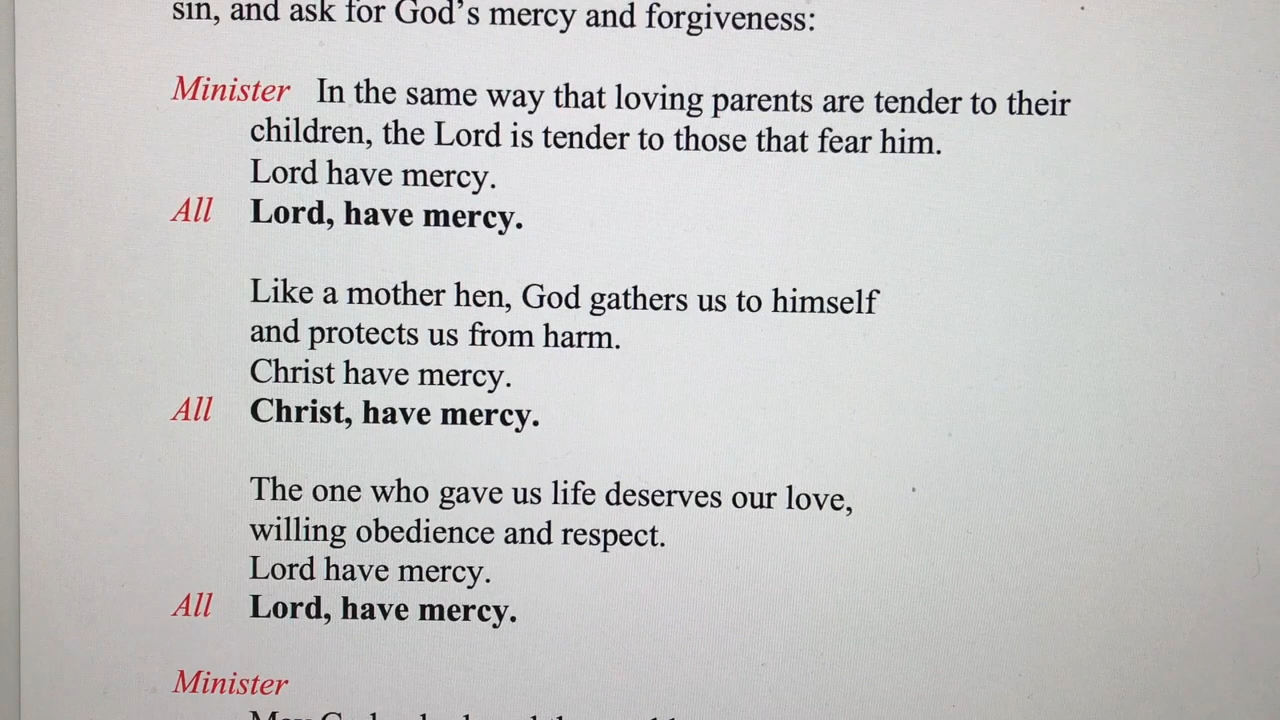 sin, and ask for God's mercy and forgiveness:
Minister In the same way that loving parents are tender to their
children, the Lord is tender to those that fear him.
Lord have mercy.
All Lord, have mercy.
Like a mother hen, God gathers us to himself
and protects us from harm.
Christ have mercy.
All Christ, have mercy.
The one who gave us life deserves our love,
willing obedience and respect.
Lord have mercy.
All Lord, have mercy.
Minister
May God